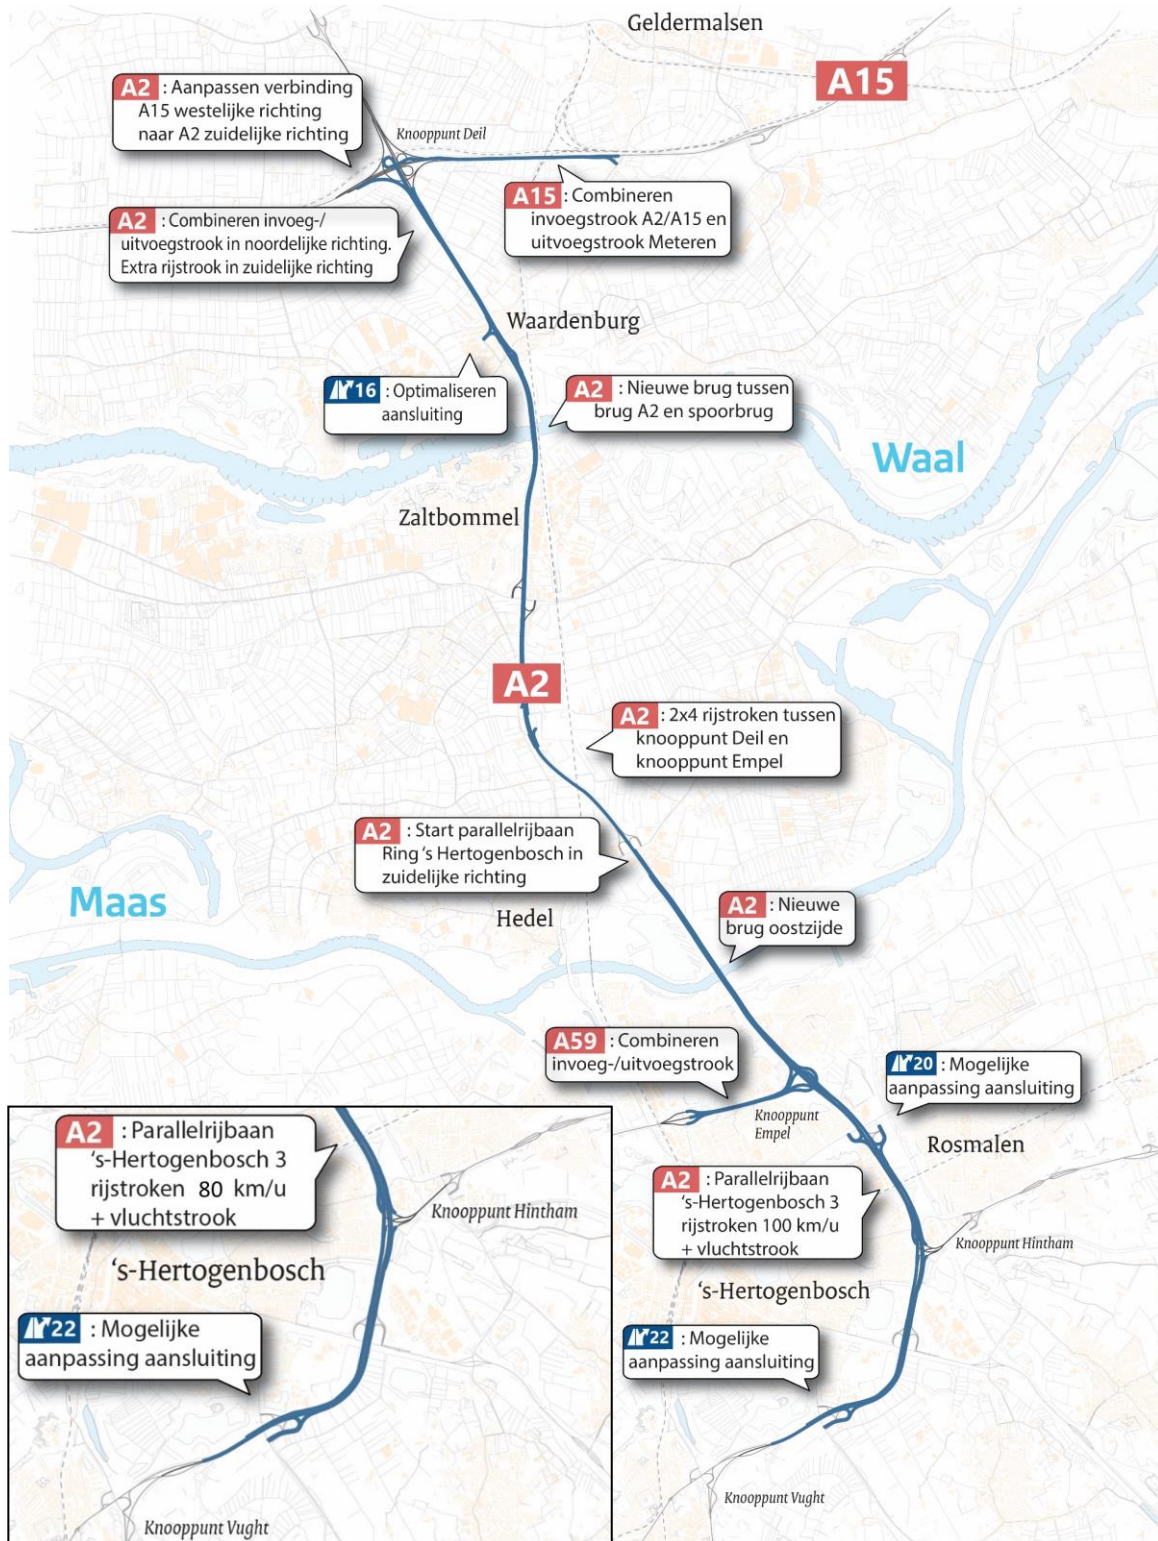 Geldermalsen
A15
A2 : Aanpassen verbinding
A15 westelijke richting
naar A2 zuidelijke richting
Knooppunt Deil
A15 : Combineren
invoegstrook A2/A15 en
uitvoegstrook Meteren
A2 : Combineren invoeg-/
uitvoegstrook in noordelijke richting.
Extra rijstrook in zuidelijke richting
Waardenburg
16 : Optimaliseren
aansluiting
A2 : Nieuwe brug tussen
brug A2 en spoorbrug
Waal
Zaltbommel
A2
A2 : 2x4 rijstroken tussen
knooppunt Deil en
knooppunt Empel
A2 : Start parallelrijbaan
Ring ‘s Hertogenbosch in
zuidelijke richting
Maas
Hedel
A2 : Nieuwe
brug oostzijde
A59 : Combineren
invoeg-/uitvoegstrook
20 : Mogelijke
aanpassing aansluiting
Knooppunt
Empel
Rosmalen
A2 : Parallelrijbaan
‘s-Hertogenbosch 3
rijstroken 100 km/u
+ vluchtstrook
Knooppunt Hintham
‘s-Hertogenbosch
22 : Mogelijke
aanpassing aansluiting
Knooppunt Vught
A2 : Parallelrijbaan
‘s-Hertogenbosch 3
rijstroken 80 km/u
+ vluchtstrook
Knooppunt Hintham
‘s-Hertogenbosch
22 : Mogelijke
aanpassing aansluiting
Knooppunt Vught